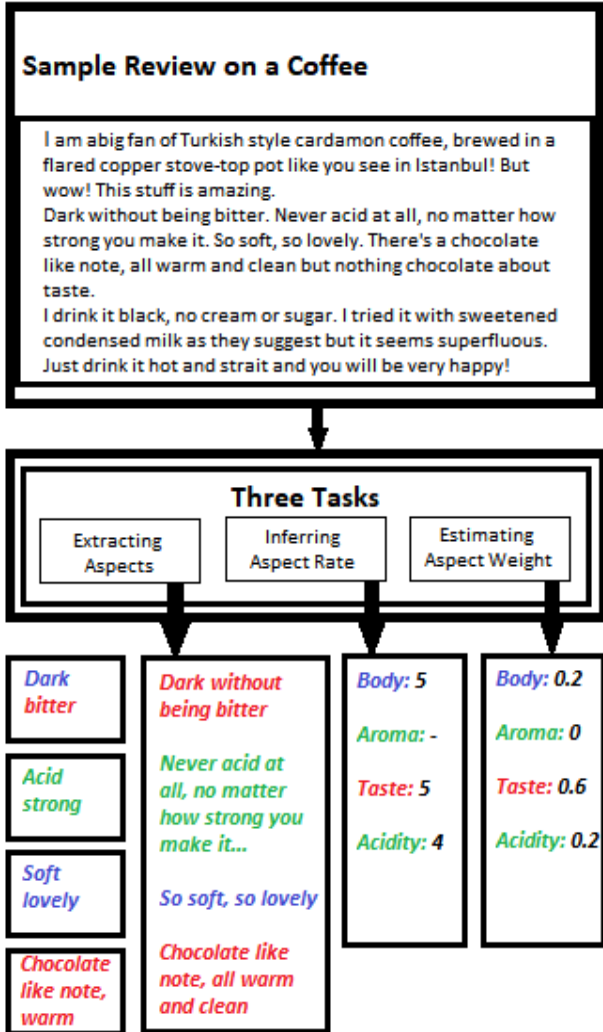 Sample Review on a Coffee
I am abig fan of Turkish style cardamon coffee, brewed in a
flared copper stove-top pot like you see in Istanbul! But
wow! This stuff is amazing.
Dark without being bitter. Never acid at all, no matter how
strong you make it. So soft, so lovely. There's a chocolate
like note, all warm and clean but nothing chocolate about
taste.
I drink it black, no cream or sugar. I tried it with sweetened
condensed milk as they suggest but it seems superfluous.
Just drink it hot and strait and you will be very happy!
Three Tasks
Extracting
Aspects
Inferring
Aspect Rate
Estimating
Aspect Weight
Dark
bitter
Acid
strong
Soft
lovely
Chocolate
like note,
warm
Dark without
being bitter
Never acid at
all, no matter
how strong you
make it...
So soft, so lovely
Chocolate like
note, all warm
and clean
Body: 5
Aroma: -
Taste: 5
Acidity: 4
Body: 0.2
Aroma: 0
Taste: 0.6
Acidity: 0.2